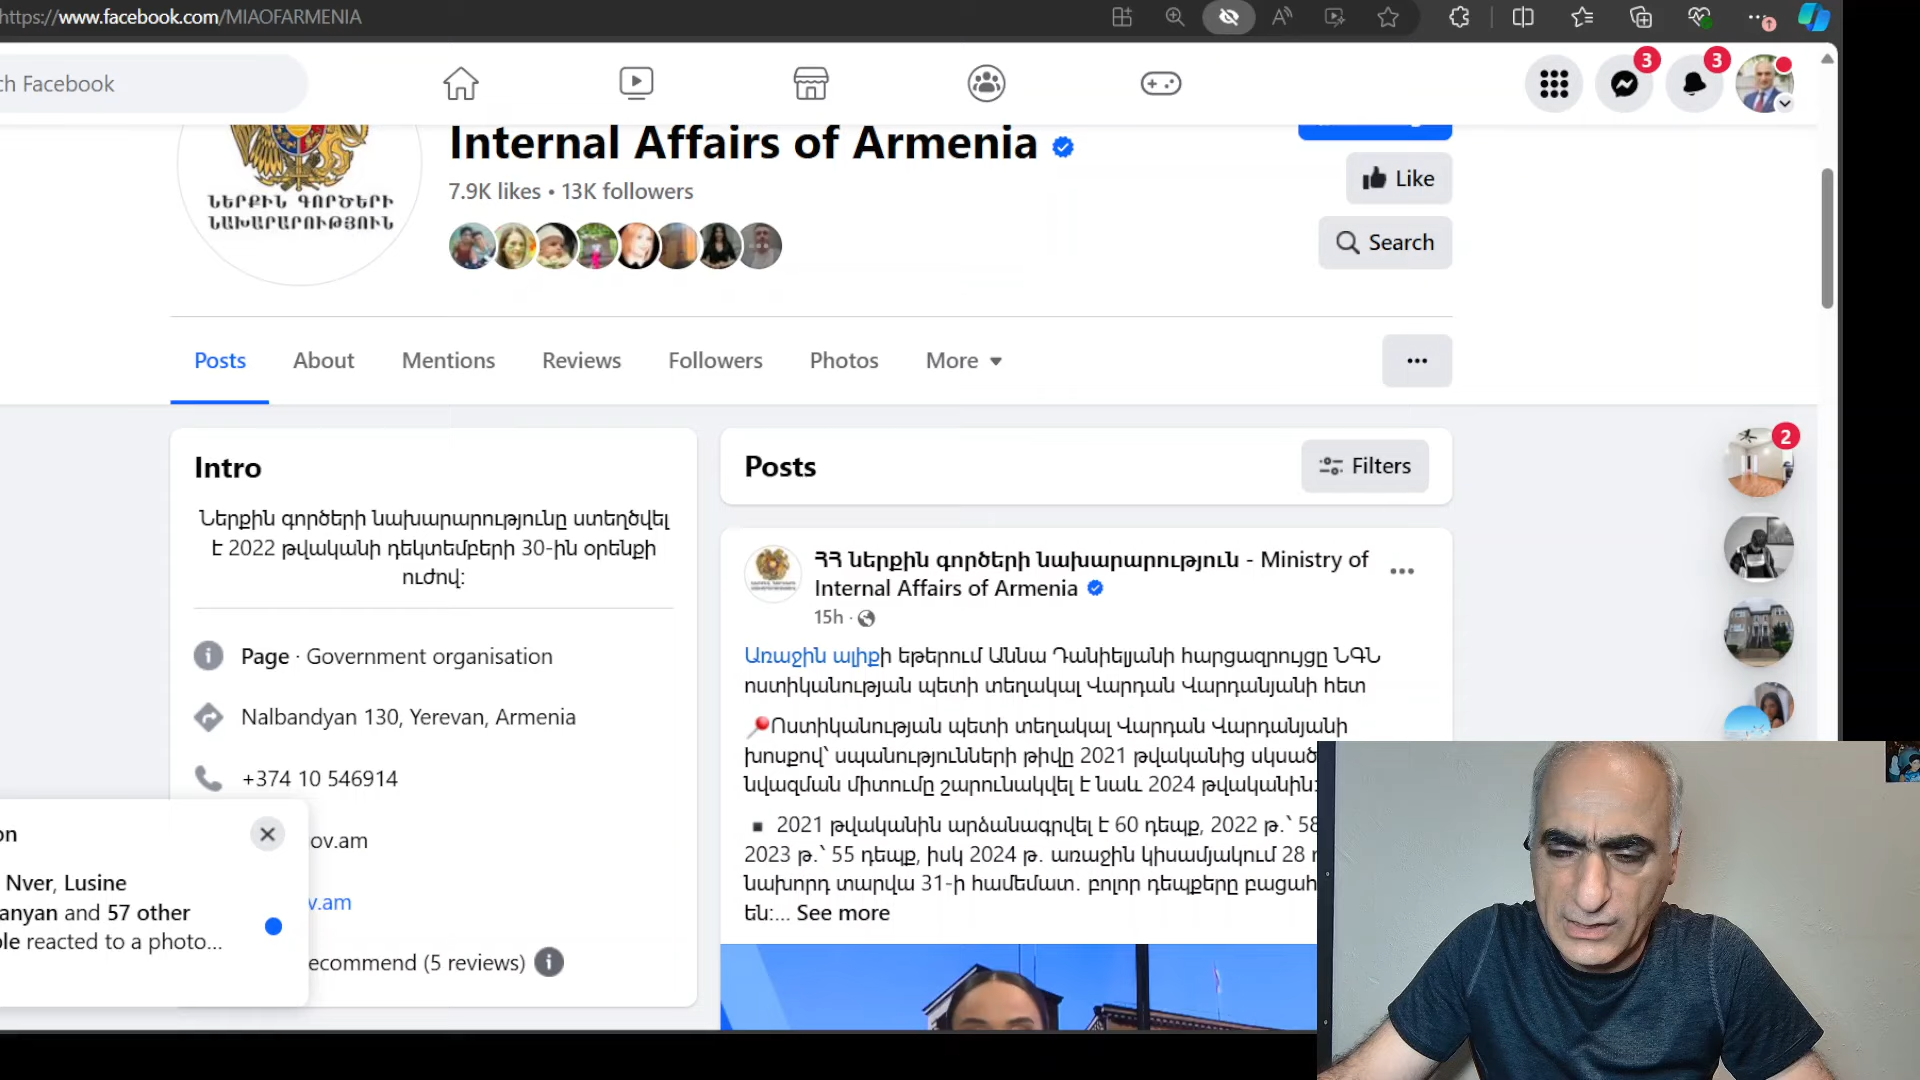 https://www.facebook.com/MIAOFARMENIA
ch Facebook
3
3
ՆԵՐՔԻՆ ԳՈՐԾԵՐԻ
ՆԱԽԱՐԱՐՈՒԹՅՈՒՆ
Internal Affairs of Armenia
7.9K likes • 13K followers
Like
Search
Posts
About
Mentions
Reviews
Followers
Photos
More
Intro
Ներքին գործերի նախարարությունը ստեղծվել
է 2022 թվականի դեկտեմբերի 30-ին օրենքի
ուժով:
Page · Government organisation
Nalbandyan 130, Yerevan, Armenia
+374 10 546914
ov.am
v.am
ecommend (5 reviews)
on
Nver, Lusine
anyan and 57 other
ple reacted to a photo...
Posts
Filters
ՀՀ ներքին գործերի նախարարություն - Ministry of
Internal Affairs of Armenia
15h ·
Առաջին ալիքի եթերում Աննա Դանիելյանի հարցազրույցը ՆԳՆ
ոստիկանության պետի տեղակալ Վարդան Վարդանյանի հետ
Ոստիկանության պետի տեղակալ Վարդան Վարդանյանի
խոսքով՝ սպանությունների թիվը 2021 թվականից սկսած
նվազման միտումը շարունակվել է նաև 2024 թվականին:
▪ 2021 թվականին արձանագրվել է 60 դեպք, 2022 թ.՝ 58
2023 թ.՝ 55 դեպք, իսկ 2024 թ. առաջին կիսամյակում 28
նախորդ տարվա 31-ի համեմատ. բոլոր դեպքերը բացահ
են:... See more
2